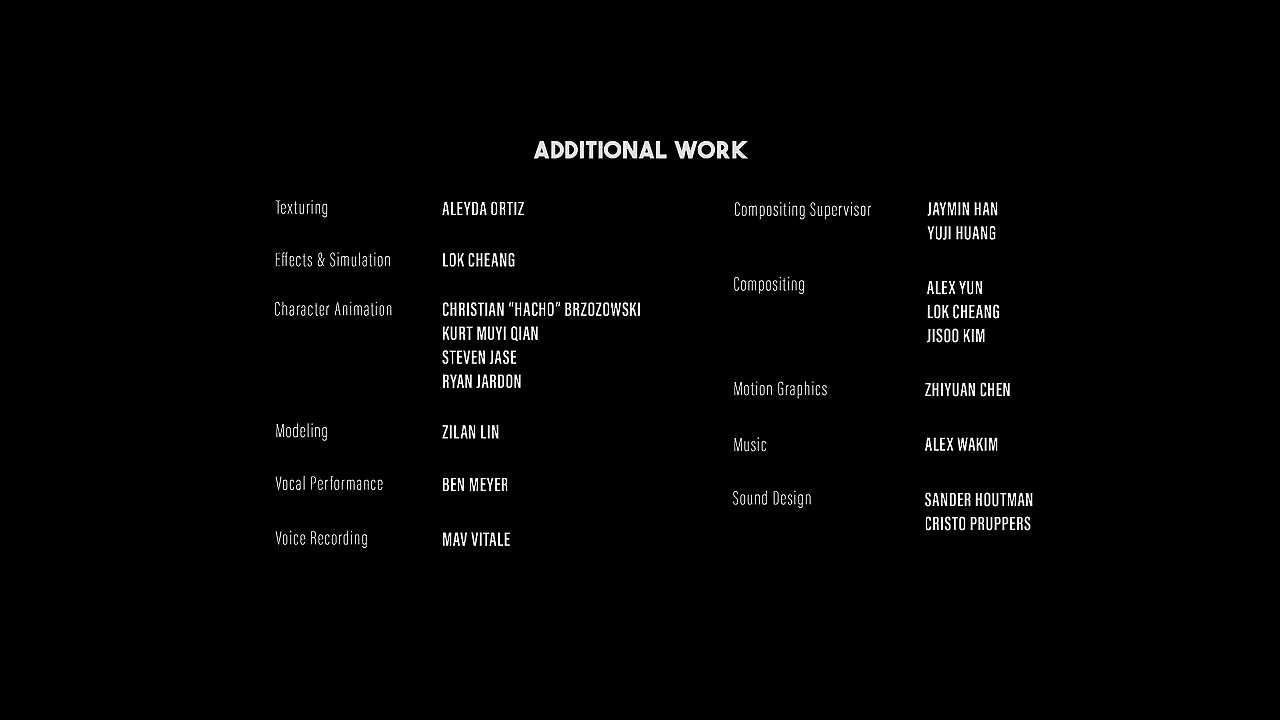 ADDITIONAL WORK
Texturing ALEYDA ORTIZ
Effects & Simulation LOK CHEANG
Character Animation CHRISTIAN “HACHO” BRZOZOWSKI
KURT MUYI QIAN
STEVEN JASE
RYAN JARDON
Modeling ZILAN LIN
Vocal Performance BEN MEYER
Voice Recording MAV VITALE
Compositing Supervisor JAYMIN HAN
YUJI HUANG
Compositing ALEX YUN
LOK CHEANG
JISOO KIM
Motion Graphics ZHIYUAN CHEN
Music ALEX WAKIM
Sound Design SANDER HOUTMAN
CRISTO PRUPPERS